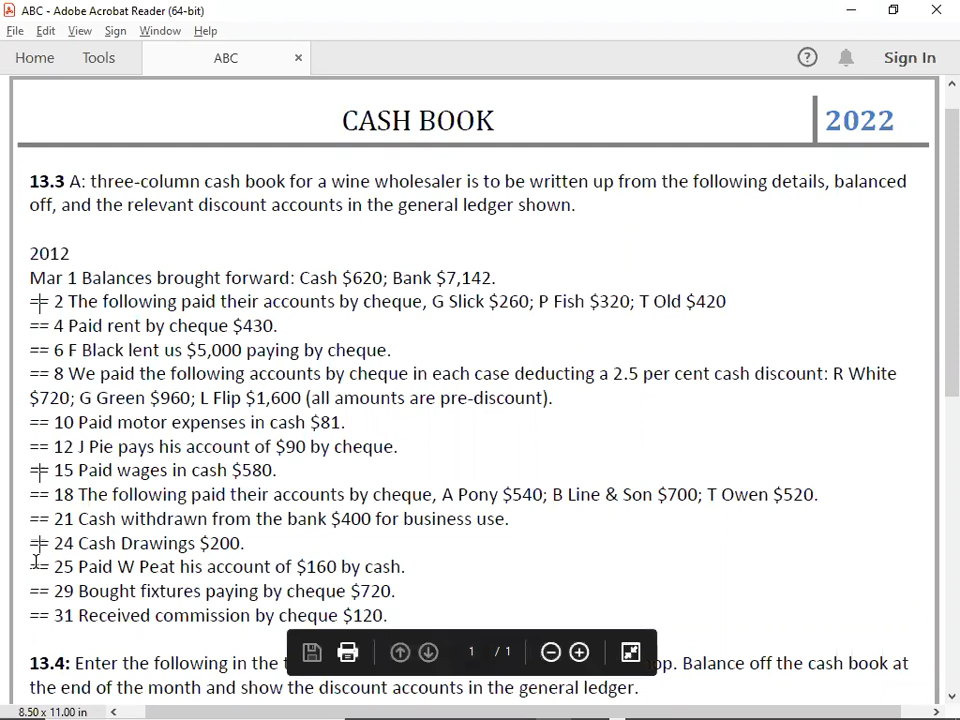 ABC - Adobe Acrobat Reader (64-bit)
File Edit View Sign Window Help
Home Tools ABC × ? Sign In
CASH BOOK 2022
13.3 A: three-column cash book for a wine wholesaler is to be written up from the following details, balanced
off, and the relevant discount accounts in the general ledger shown.
2012
Mar 1 Balances brought forward: Cash $620; Bank $7,142.
== 2 The following paid their accounts by cheque, G Slick $260; P Fish $320; T Old $420
== 4 Paid rent by cheque $430.
== 6 F Black lent us $5,000 paying by cheque.
== 8 We paid the following accounts by cheque in each case deducting a 2.5 per cent cash discount: R White
$720; G Green $960; L Flip $1,600 (all amounts are pre-discount).
== 10 Paid motor expenses in cash $81.
== 12 J Pie pays his account of $90 by cheque.
== 15 Paid wages in cash $580.
== 18 The following paid their accounts by cheque, A Pony $540; B Line & Son $700; T Owen $520.
== 21 Cash withdrawn from the bank $400 for business use.
== 24 Cash Drawings $200.
== 25 Paid W Peat his account of $160 by cash.
== 29 Bought fixtures paying by cheque $720.
== 31 Received commission by cheque $120.
1 / 1
13.4: Enter the following in the op. Balance off the cash book at
the end of the month and show the discount accounts in the general ledger.
8.50 x 11.00 in